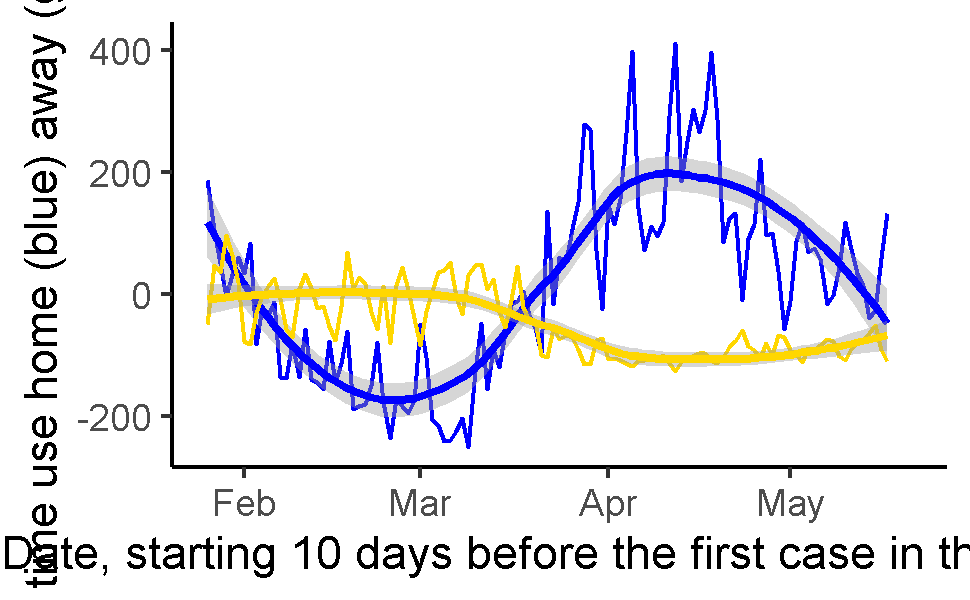 time use home (blue) away (
400
200
0
-200
Feb Mar Apr May
Date, starting 10 days before the first case in th